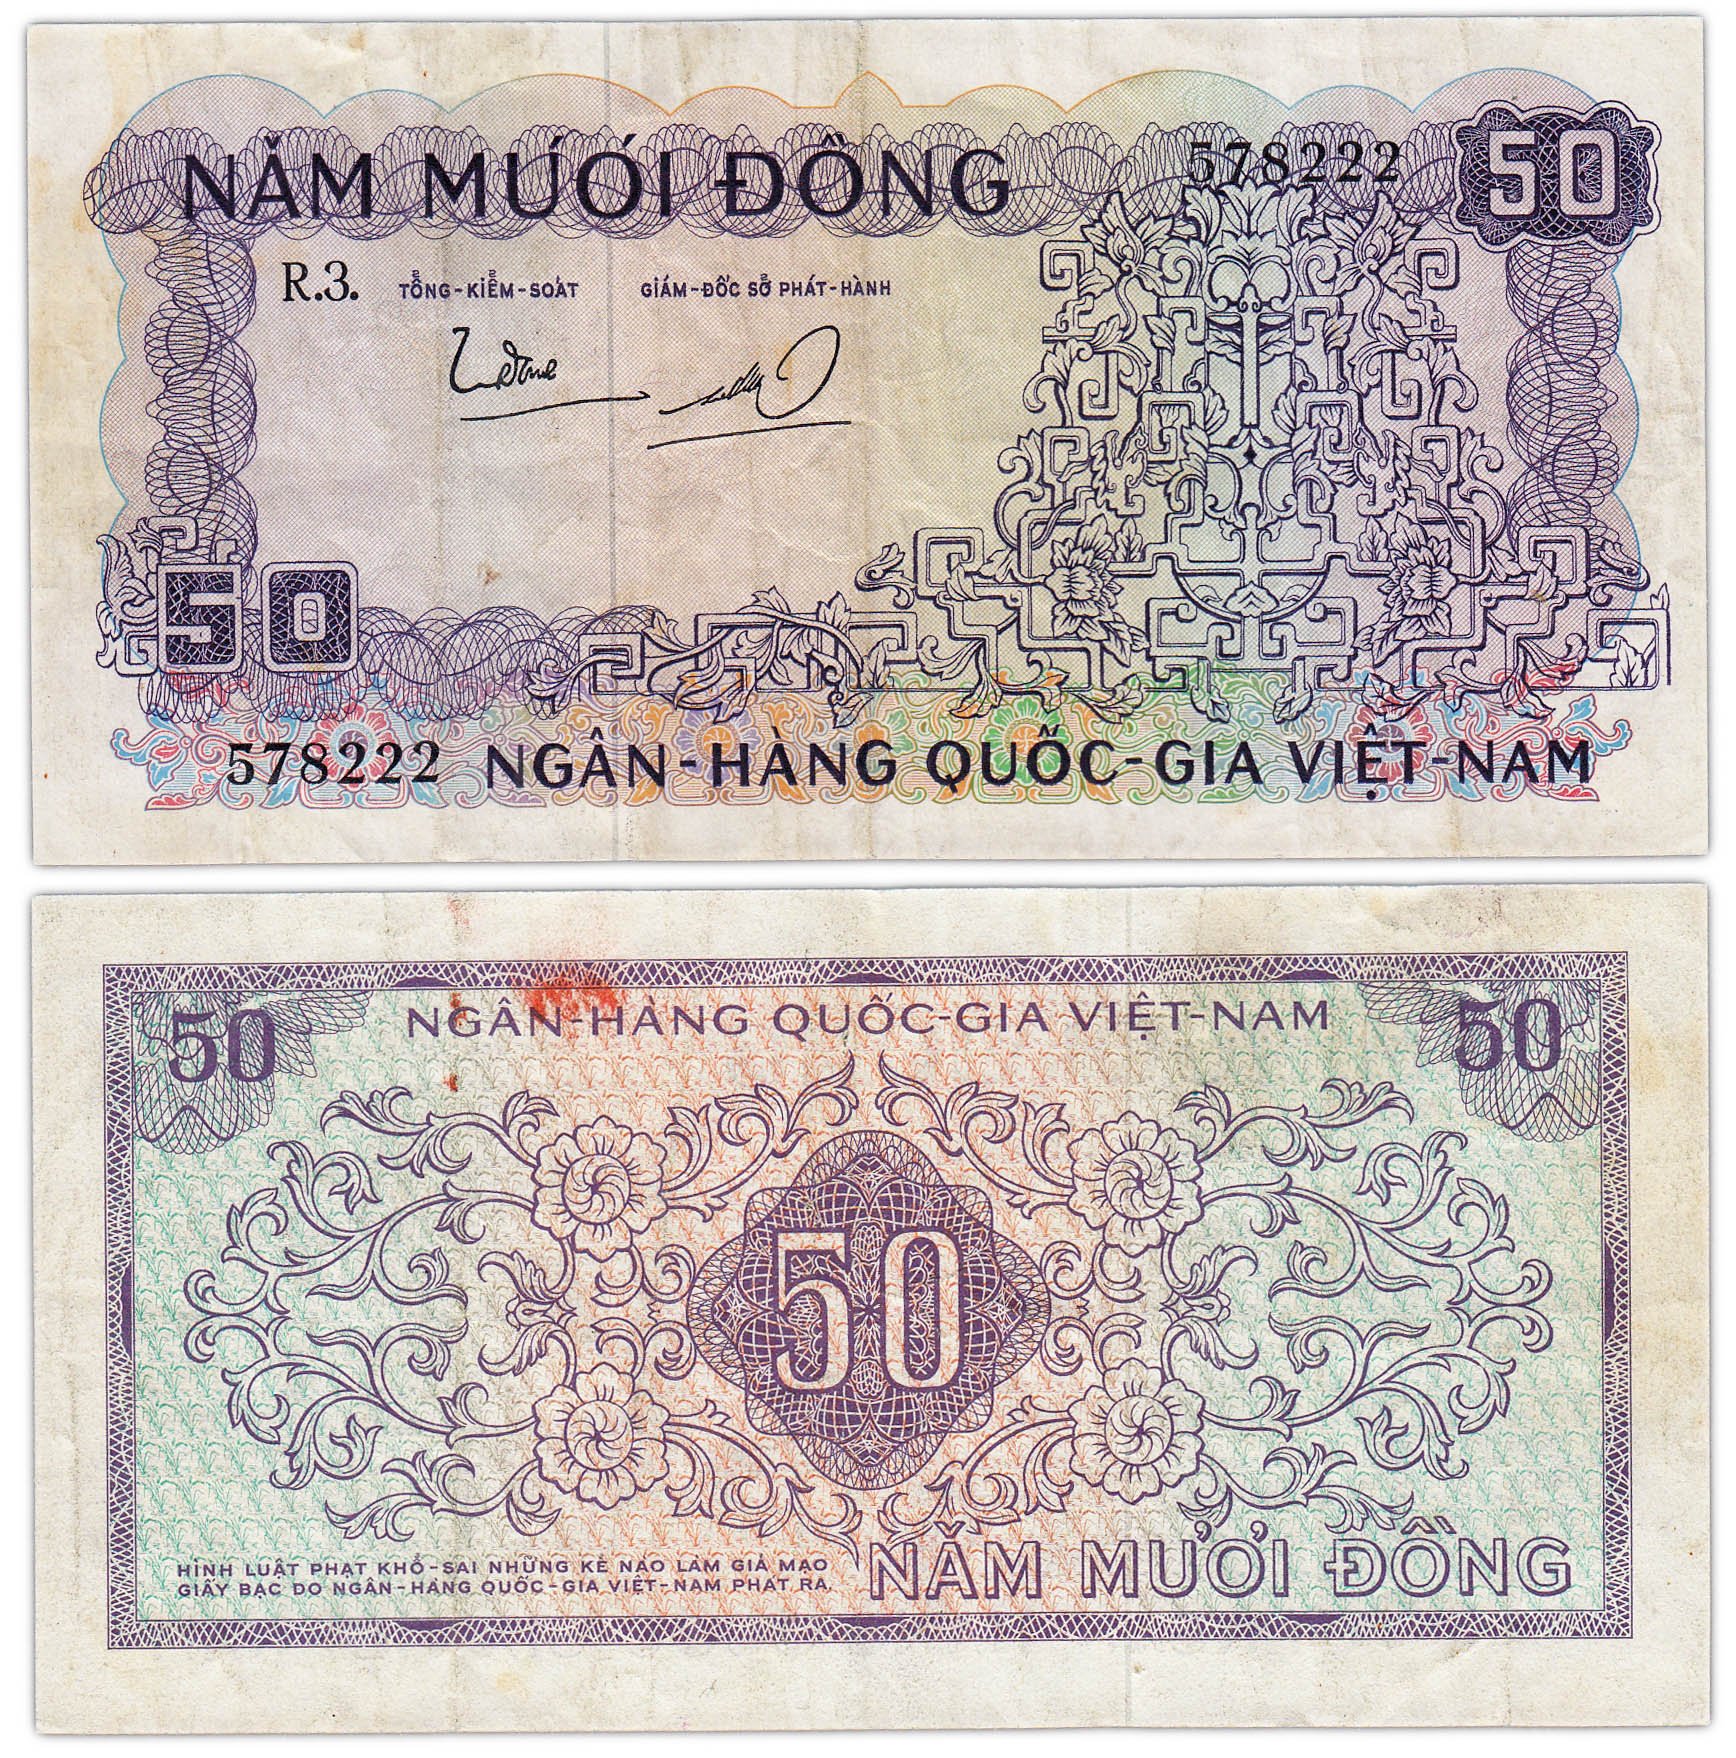 NĂM MƯỜI ĐỒNG
578222
50
R.3.
TỔNG-KIỂM-SOÁT
GIÁM-ĐỐC SỞ PHÁT-HÀNH
50
578222
NGÂN-HÀNG QUỐC-GIA VIỆT-NAM
50
NGÂN-HÀNG QUỐC-GIA VIỆT-NAM
50
50
HÌNH LUẬT PHẠT KHỔ-SAI NHỮNG KẺ NÀO LÀM GIẢ MẠO
GIẤY BẠC DO NGÂN-HÀNG QUỐC-GIA VIỆT-NAM PHÁT RA.
NĂM MƯƠI ĐỒNG